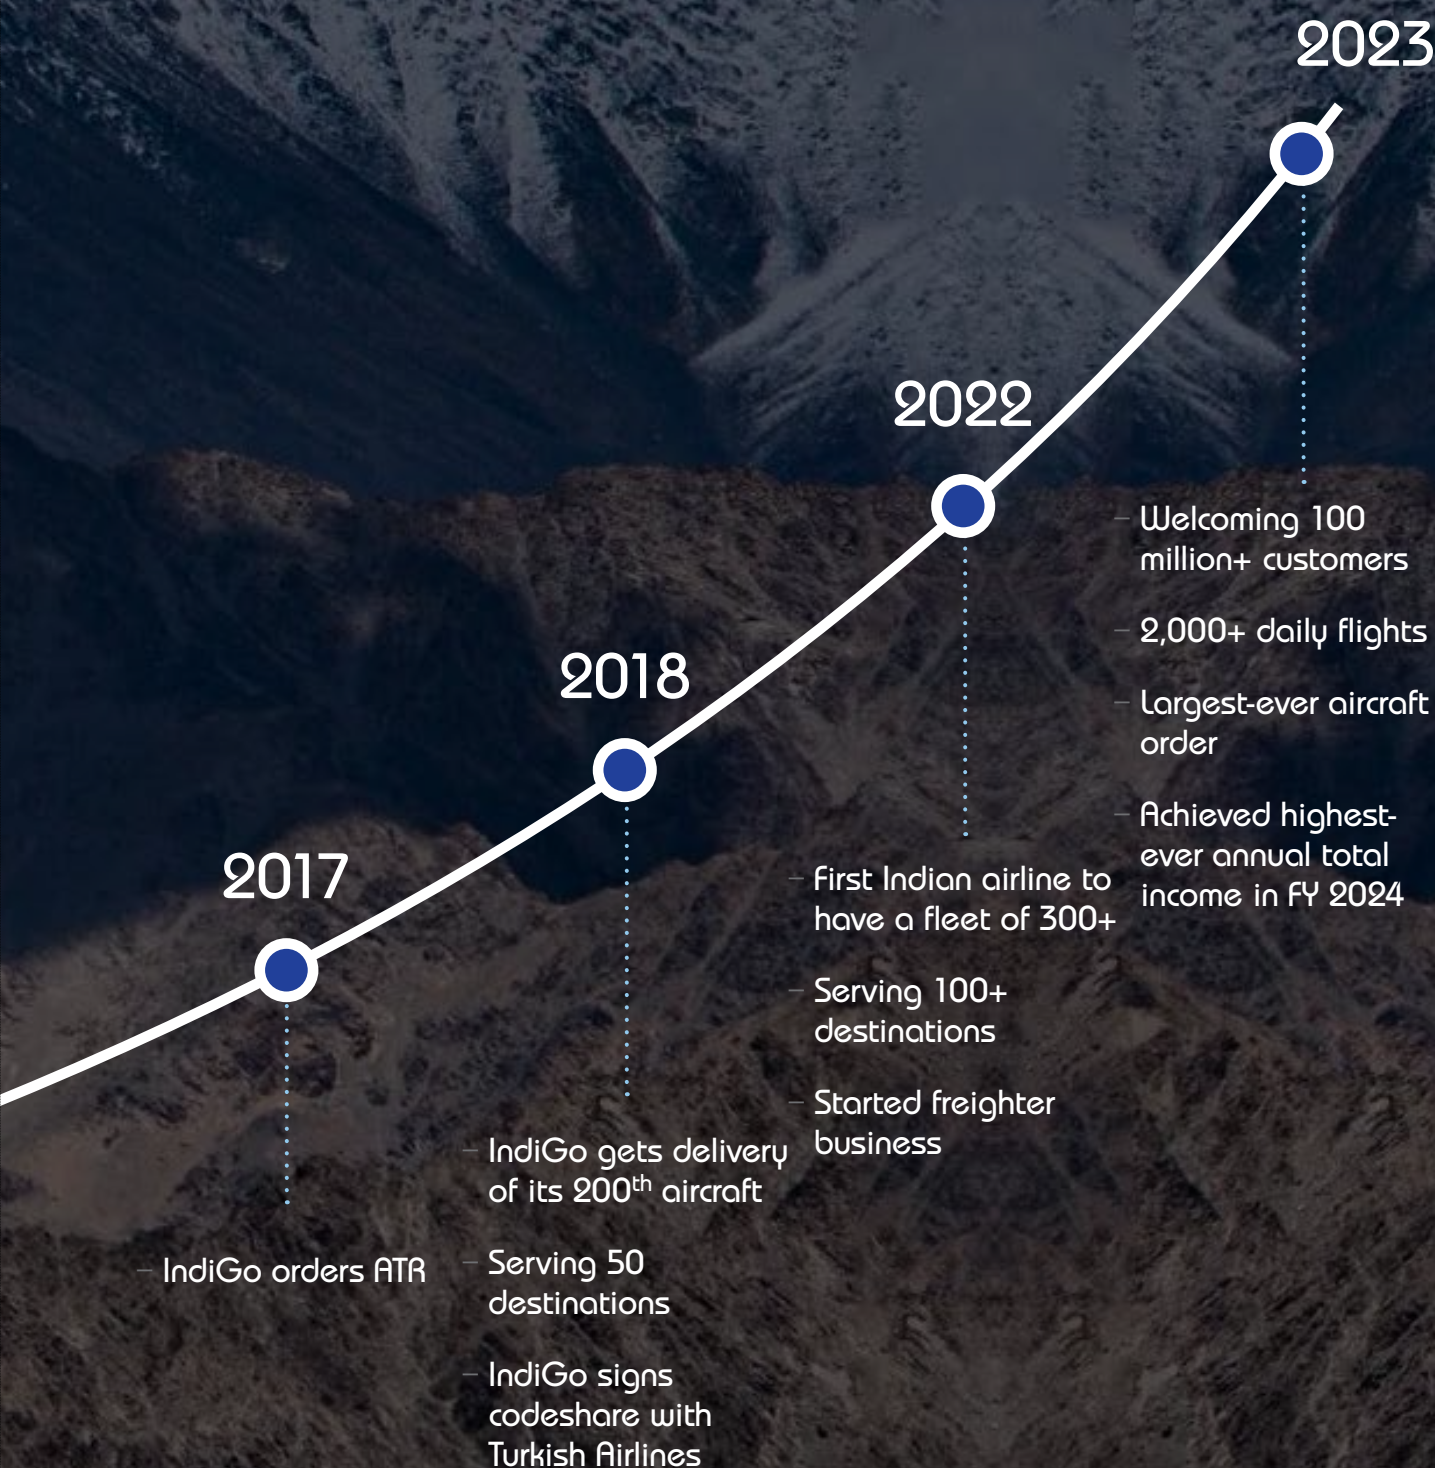 2017
– IndiGo orders ATR
2018
– IndiGo gets delivery
of its 200th aircraft
– Serving 50
destinations
– IndiGo signs
codeshare with
Turkish Airlines
2022
– First Indian airline to
have a fleet of 300+
– Serving 100+
destinations
– Started freighter
business
2023
– Welcoming 100
million+ customers
– 2,000+ daily flights
– Largest-ever aircraft
order
– Achieved highest-
ever annual total
income in FY 2024